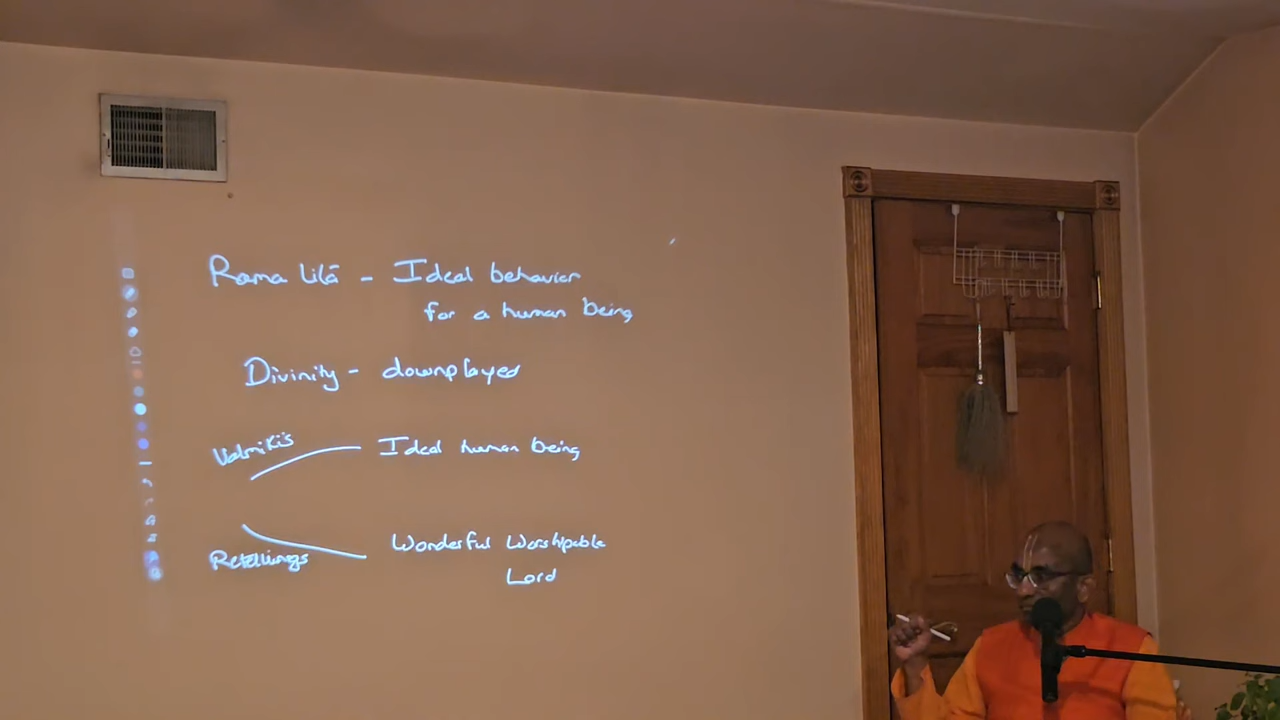 Rama lilā - Ideal behavior
for a human being
Divinity - downplayed
Valmiki's Ideal human being
Retellings Wonderful Worshipable
Lord